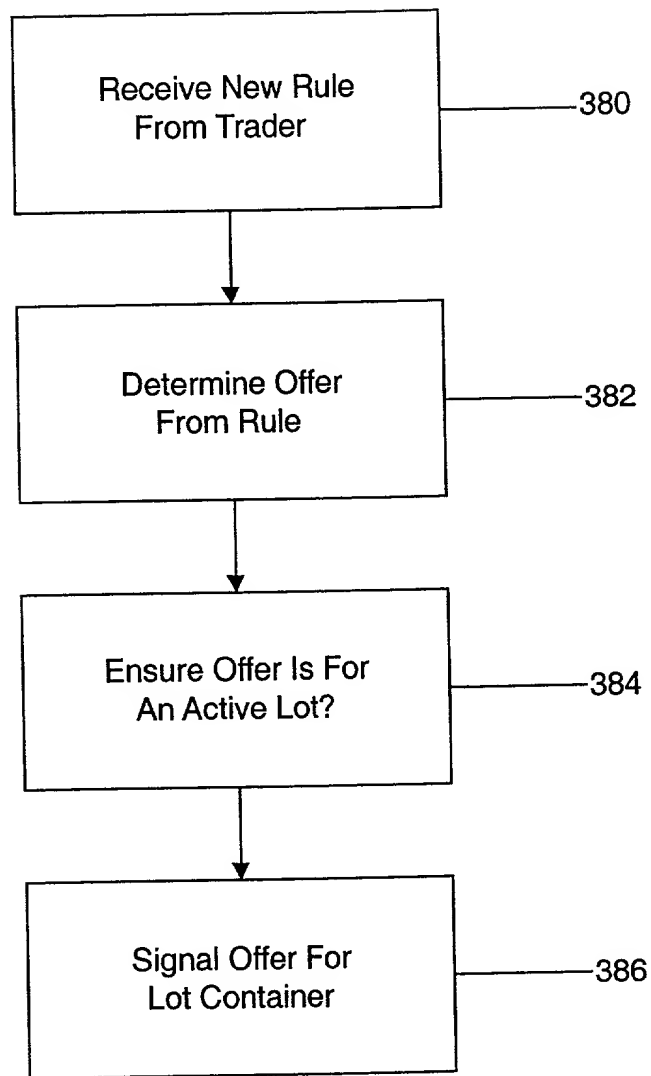 Receive New Rule
From Trader
380
Determine Offer
From Rule
382
Ensure Offer Is For
An Active Lot?
384
Signal Offer For
Lot Container
386